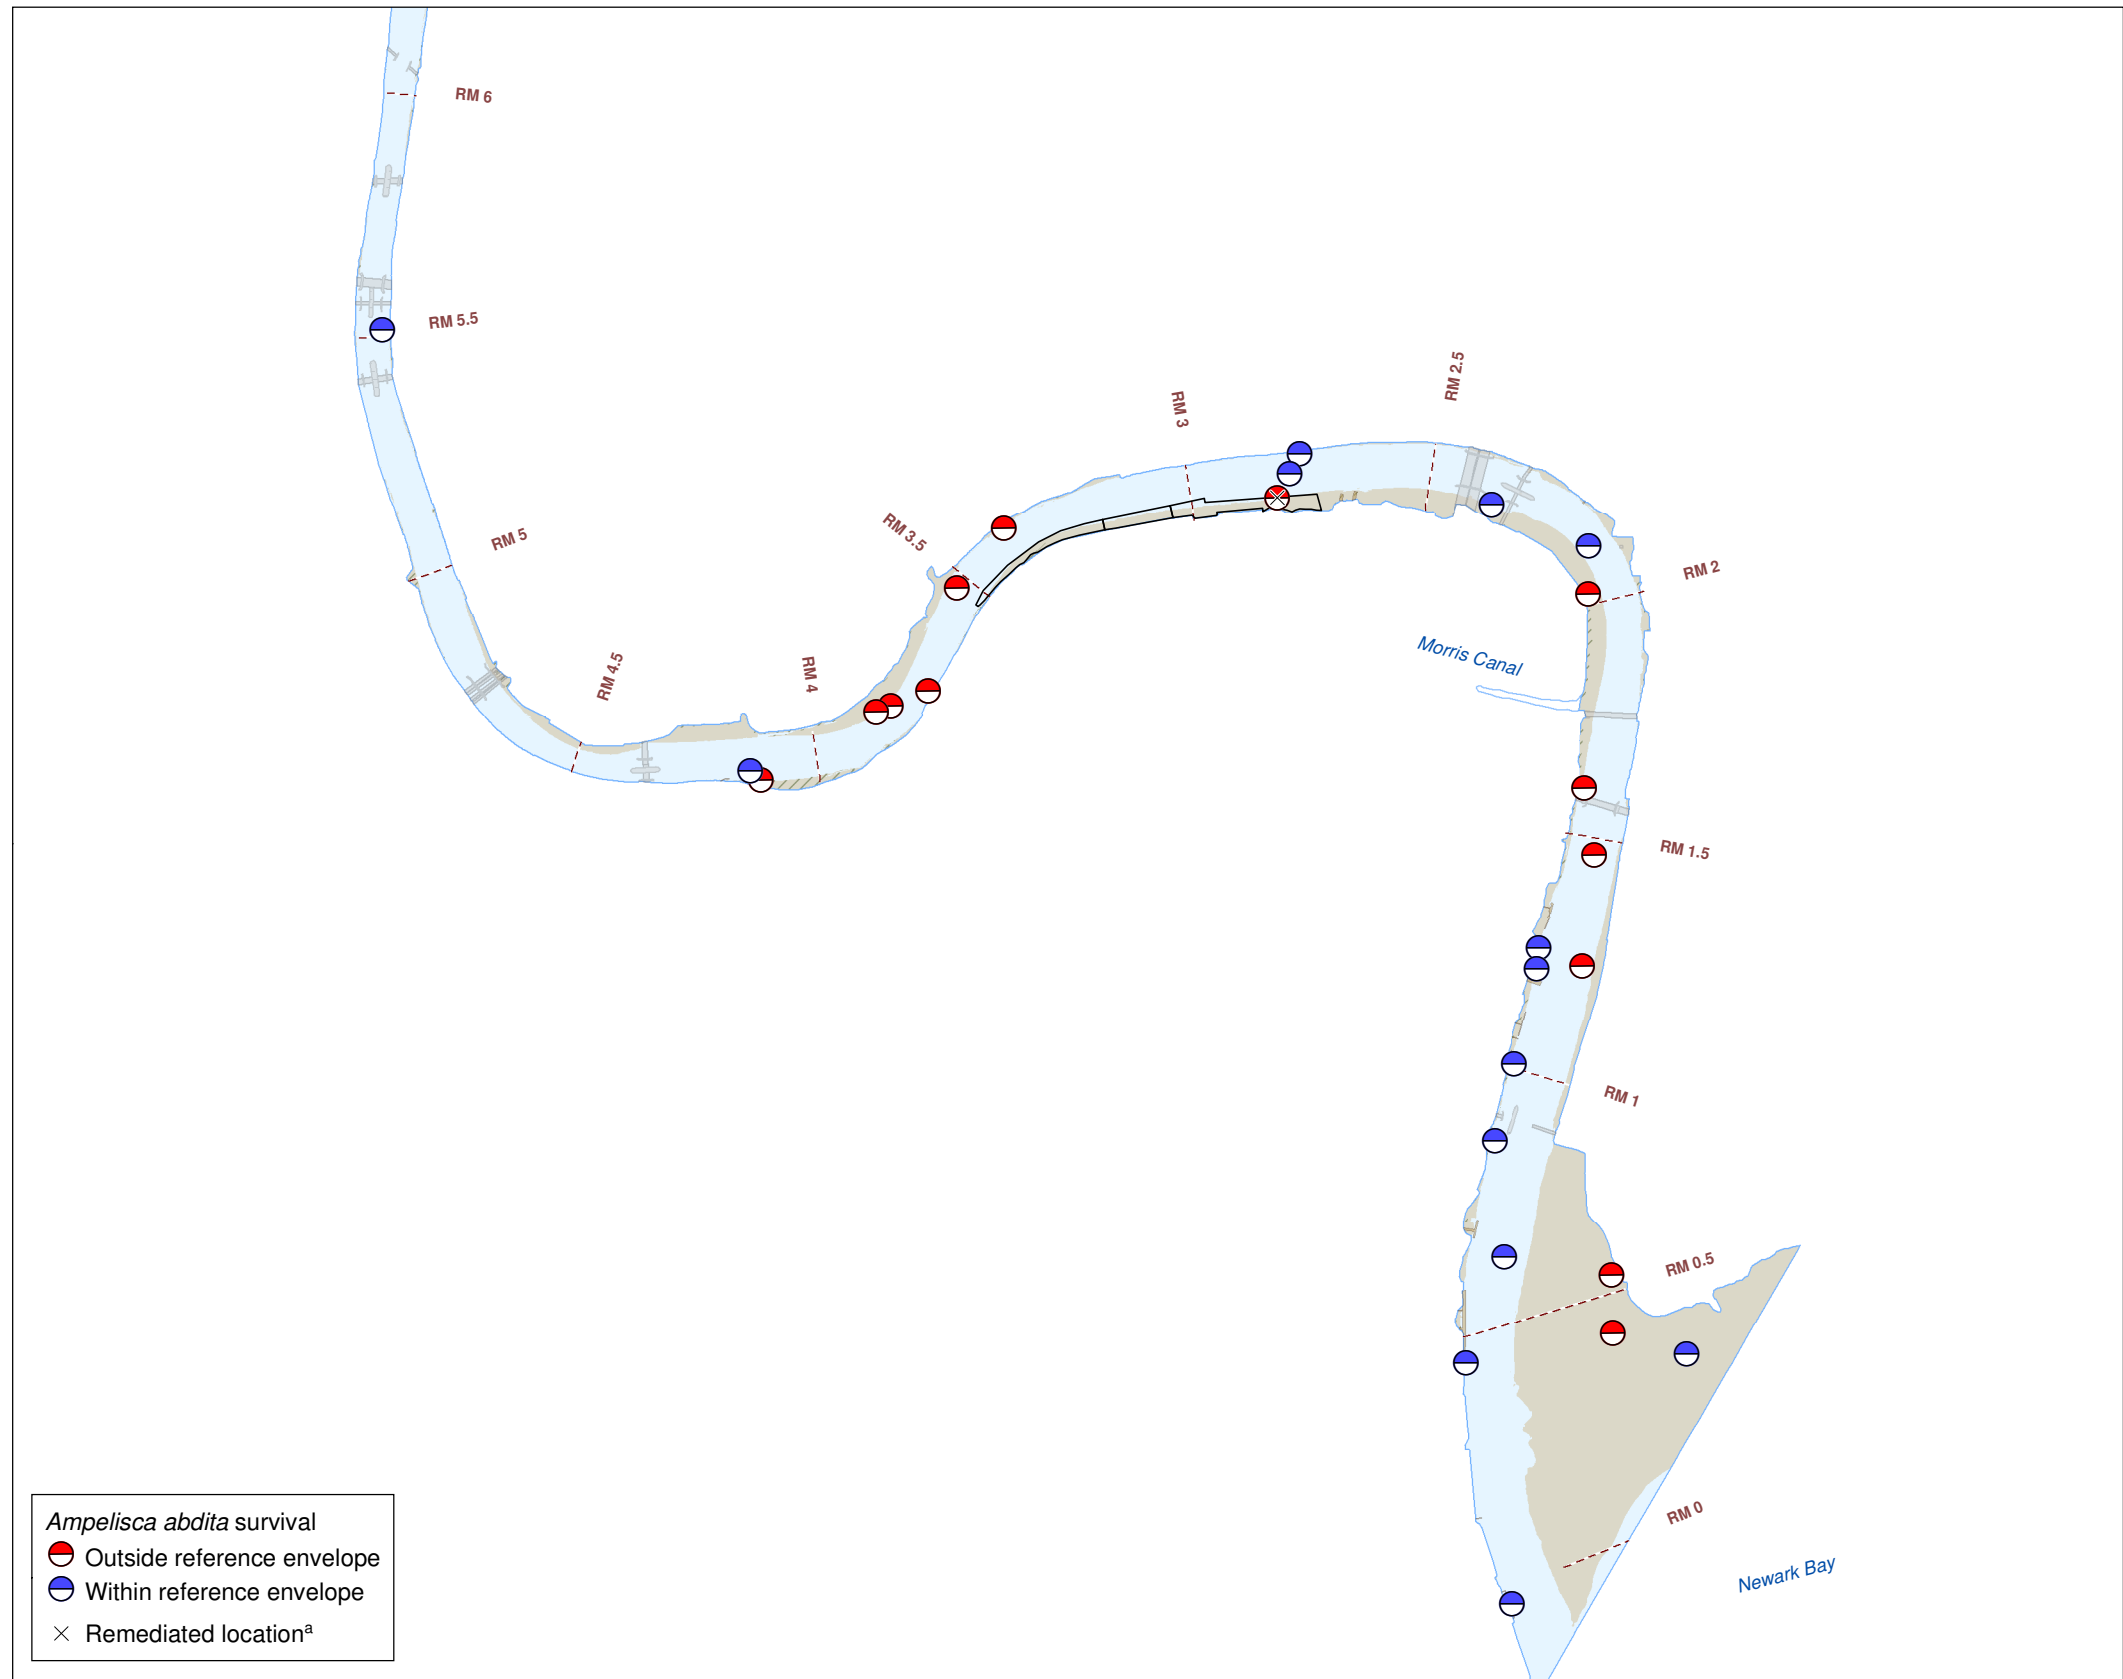 RM 6
RM 5.5
RM 5
RM 4.5
RM 4
RM 3.5
RM 3
RM 2.5
RM 2
Morris Canal
RM 1.5
RM 1
RM 0.5
RM 0
Newark Bay
Ampelisca abdita survival
Outside reference envelope
Within reference envelope
Remediated locationᵃ